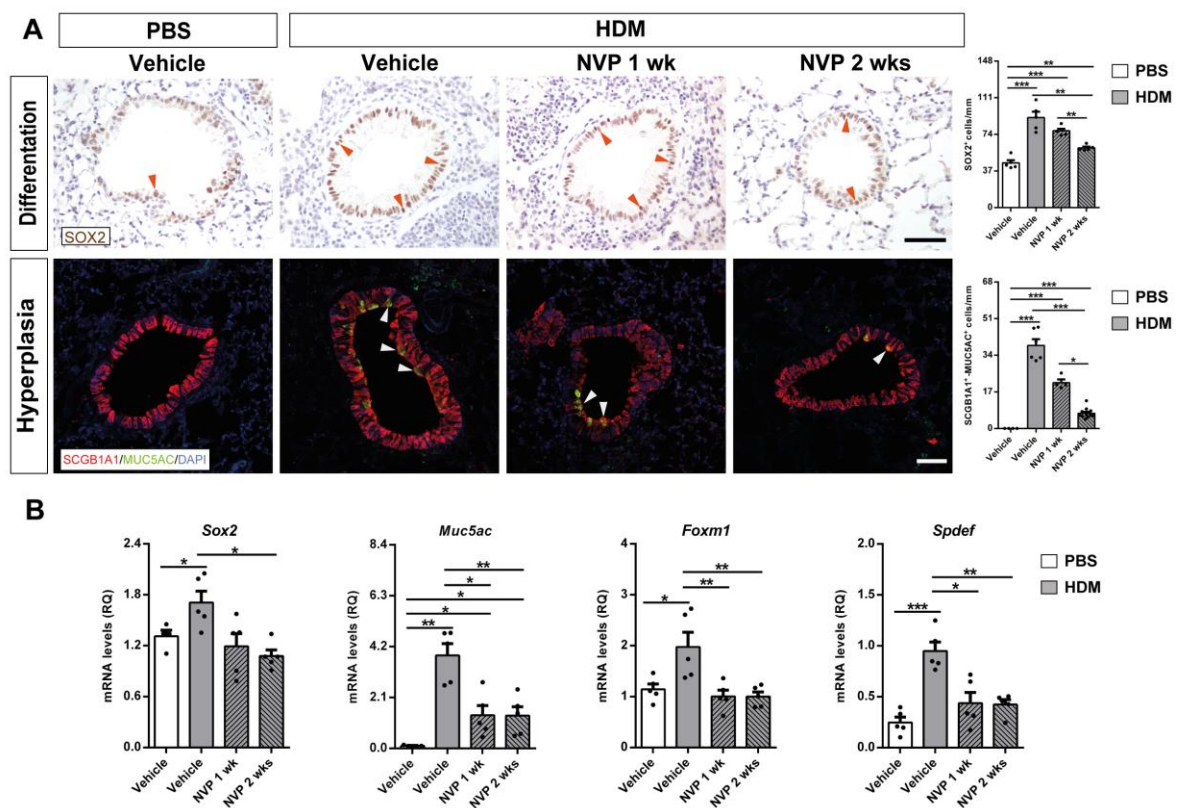 A
PBS
HDM
Vehicle
Vehicle
NVP 1 wk
NVP 2 wks
Differentation
SOX2
SOX2⁺ cells/mm
148
111
74
37
0
**
***
***
**
**
Vehicle
Vehicle
NVP 1 wk
NVP 2 wks
PBS
HDM
Hyperplasia
SCGB1A1/MUC5AC/DAPI
SCGB1A1⁺-MUC5AC⁺ cells/mm
68
51
34
17
0
***
***
***
***
*
Vehicle
Vehicle
NVP 1 wk
NVP 2 wks
PBS
HDM
B
Sox2
mRNA levels (RQ)
2.4
1.8
1.2
0.6
0.0
*
*
Vehicle
Vehicle
NVP 1 wk
NVP 2 wks
Muc5ac
mRNA levels (RQ)
8.4
6.3
4.2
2.1
0.0
**
*
*
*
**
Vehicle
Vehicle
NVP 1 wk
NVP 2 wks
Foxm1
mRNA levels (RQ)
4
3
2
1
0
**
**
*
Vehicle
Vehicle
NVP 1 wk
NVP 2 wks
Spdef
mRNA levels (RQ)
2.0
1.5
1.0
0.5
0.0
**
*
***
Vehicle
Vehicle
NVP 1 wk
NVP 2 wks
PBS
HDM